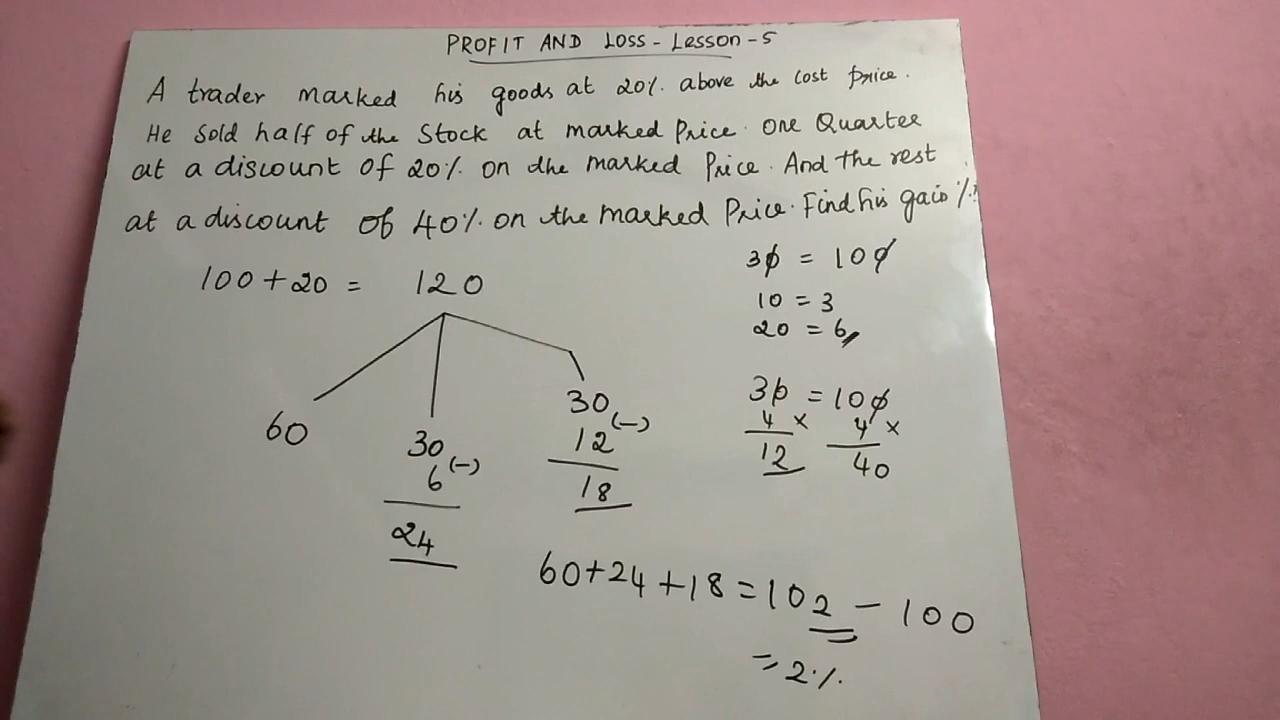 PROFIT AND LOSS - Lesson - 5
A trader marked his goods at 20% above the cost price.
He sold half of the Stock at marked Price. One Quarter
at a discount of 20% on the marked Price. And the rest
at a discount of 40% on the marked Price. Find his gain %?
100 + 20 = 120
30 = 100
10 = 3
20 = 6
60
30
6 (-)
24
30
12 (-)
18
30 = 100
4 × 4 ×
12 40
60+24+18 = 102 - 100
= 2%